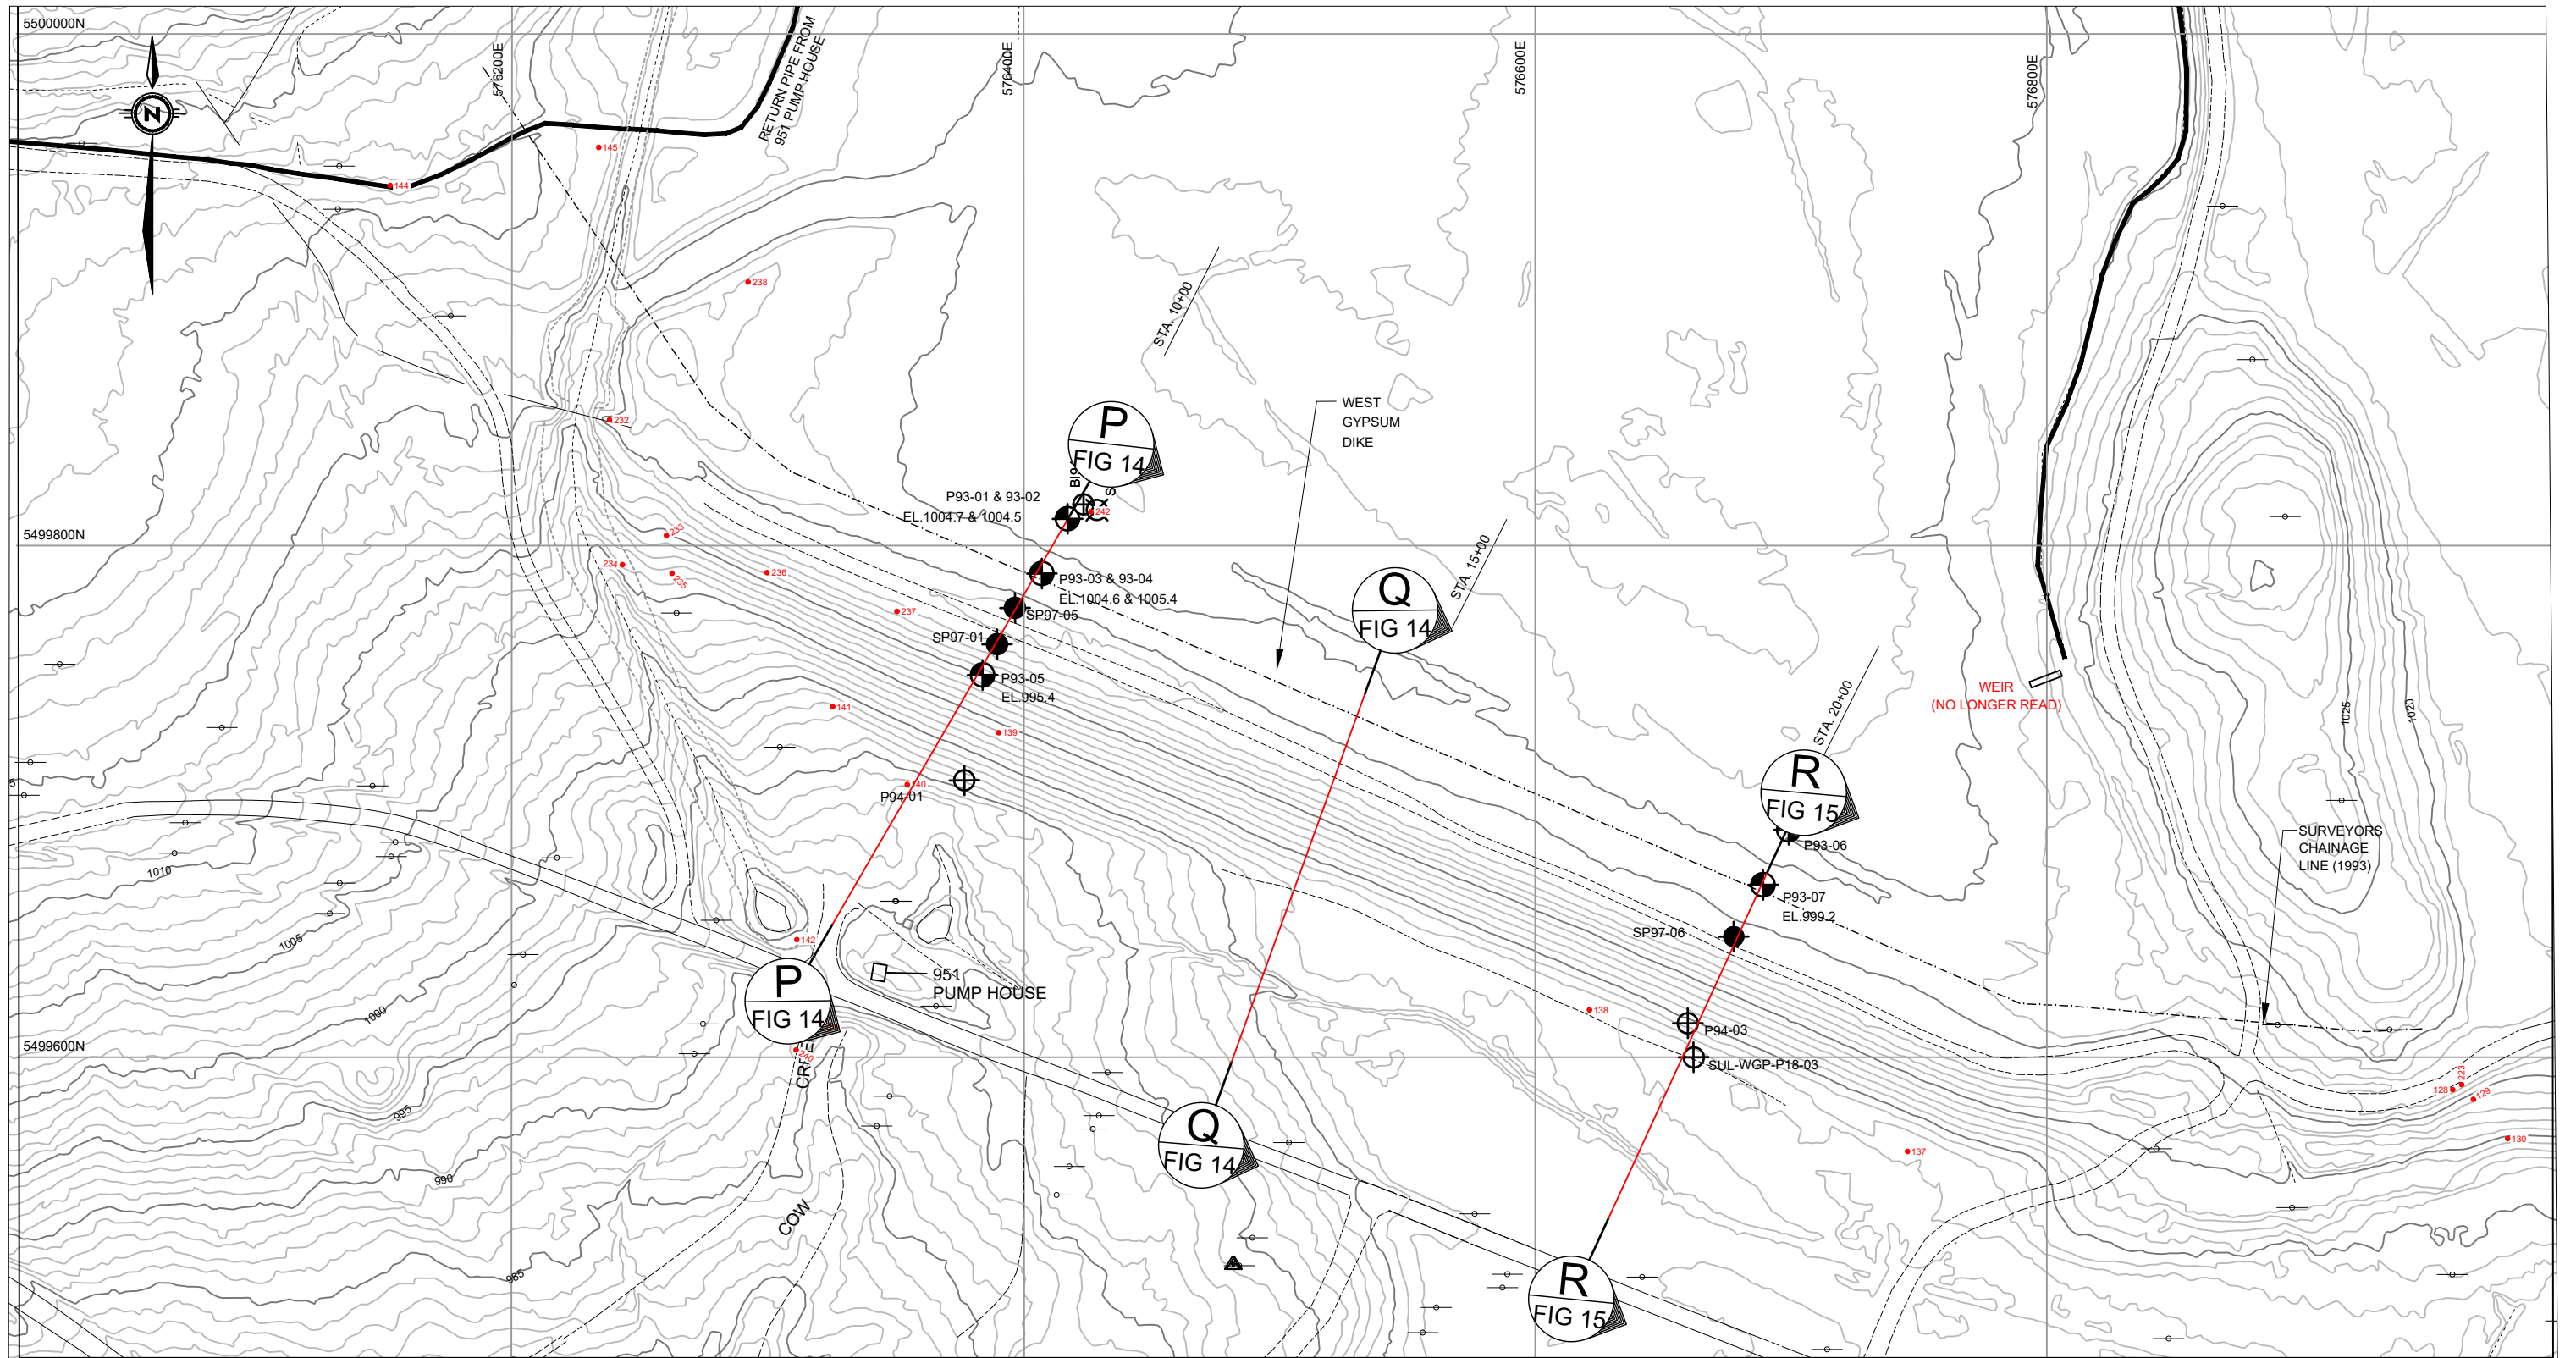 5500000N
576200E
576400E
576600E
576800E
RETURN PIPE FROM
951 PUMP HOUSE
N
145
144
238
STA. 10+00
232
WEST
GYPSUM
DIKE
P
FIG 14
P93-01 & 93-02
EL.1004.7 & 1004.5
242
5499800N
233
234
235
236
237
P93-03 & 93-04
EL.1004.6 & 1005.4
SP97-05
SP97-01
P93-05
EL.995.4
Q
FIG 14
STA. 15+00
141
139
140
P94-01
WEIR
(NO LONGER READ)
STA. 20+00
R
FIG 15
P93-06
P93-07
EL.999.2
SP97-06
1025
1020
SURVEYORS
CHAINAGE
LINE (1993)
1010
1005
1000
995
990
985
142
951
PUMP HOUSE
P
FIG 14
240
COW
5499600N
138
P94-03
SUL-WGP-P18-03
137
128
223
129
130
Q
FIG 14
R
FIG 15